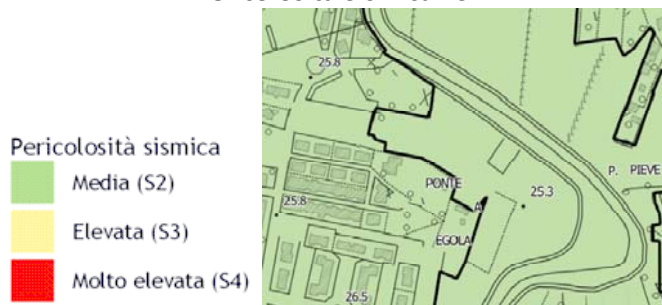 Pericolosità sismica
Media (S2)
Elevata (S3)
Molto elevata (S4)
25.8
P. PIEVE
PONTE
A
25.3
25.8
EGOLA
26.5